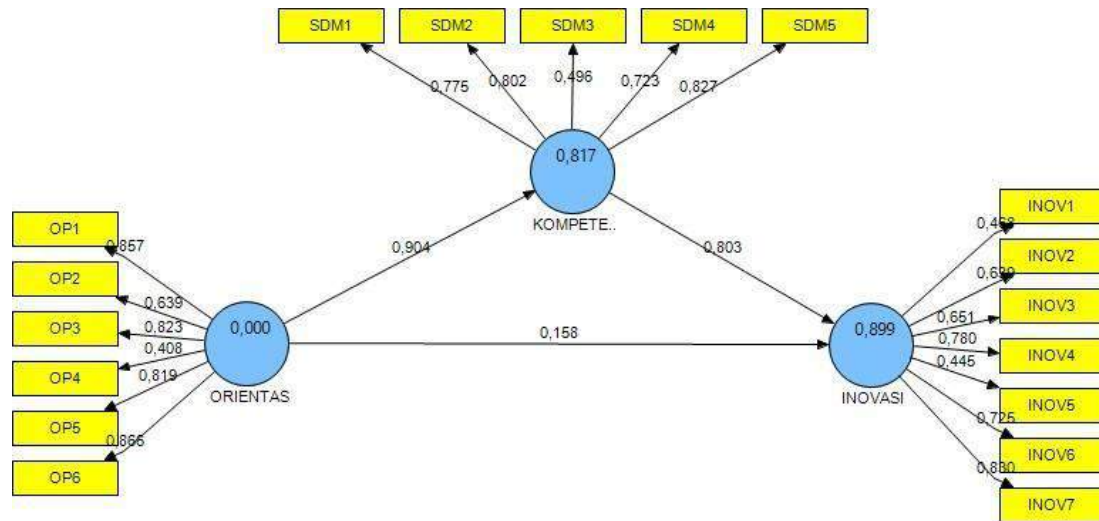 SDM1
SDM2
SDM3
SDM4
SDM5
0,775
0,802
0,496
0,723
0,827
0,817
KOMPETE..
OP1
OP2
OP3
OP4
OP5
OP6
0,857
0,639
0,823
0,408
0,819
0,000
ORIENTAS
0,904
0,803
0,158
0,899
INOVASI
INOV1
INOV2
INOV3
INOV4
INOV5
INOV6
INOV7
0,651
0,780
0,445
0,725
0,830